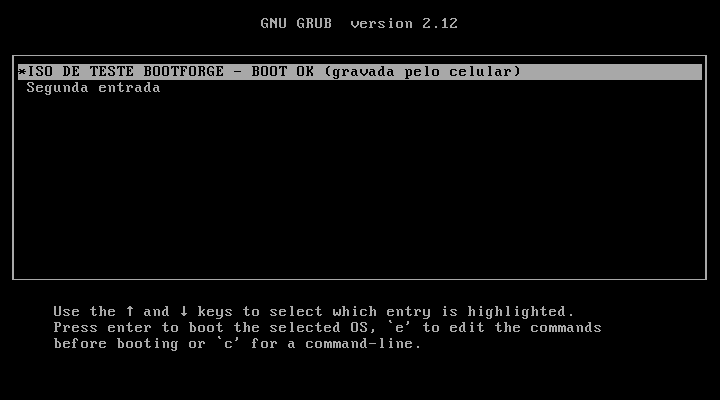 GNU GRUB  version 2.12
*ISO DE TESTE BOOTFORGE - BOOT OK (gravada pelo celular)
Segunda entrada
Use the ↑ and ↓ keys to select which entry is highlighted.
Press enter to boot the selected OS, `e' to edit the commands
before booting or `c' for a command-line.